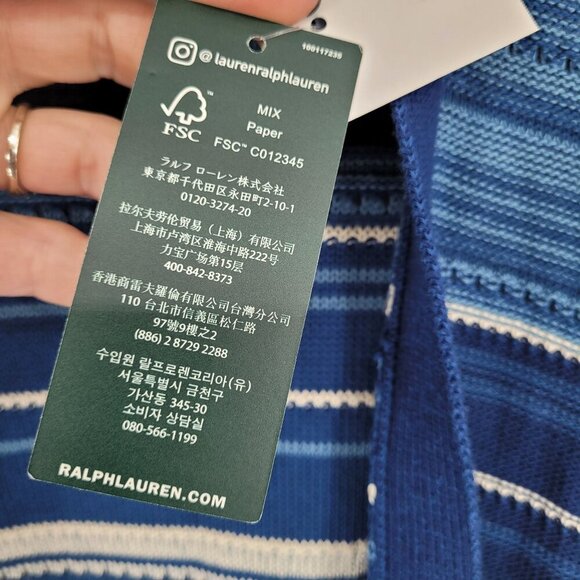 160117235
@laurenralphlauren
FSC™
MIX
Paper
FSC™ C012345
ラルフ ローレン株式会社
東京都千代田区永田町2-10-1
0120-3274-20
拉尔夫劳伦贸易（上海）有限公司
上海市卢湾区淮海中路222号
力宝广场第15层
400-842-8373
香港商雷夫羅倫有限公司台灣分公司
110 台北市信義區松仁路
97號9樓之2
(886) 2 8729 2288
수입원 랄프로렌코리아(유)
서울특별시 금천구
가산동 345-30
소비자 상담실
080-566-1199
RALPHLAUREN.COM